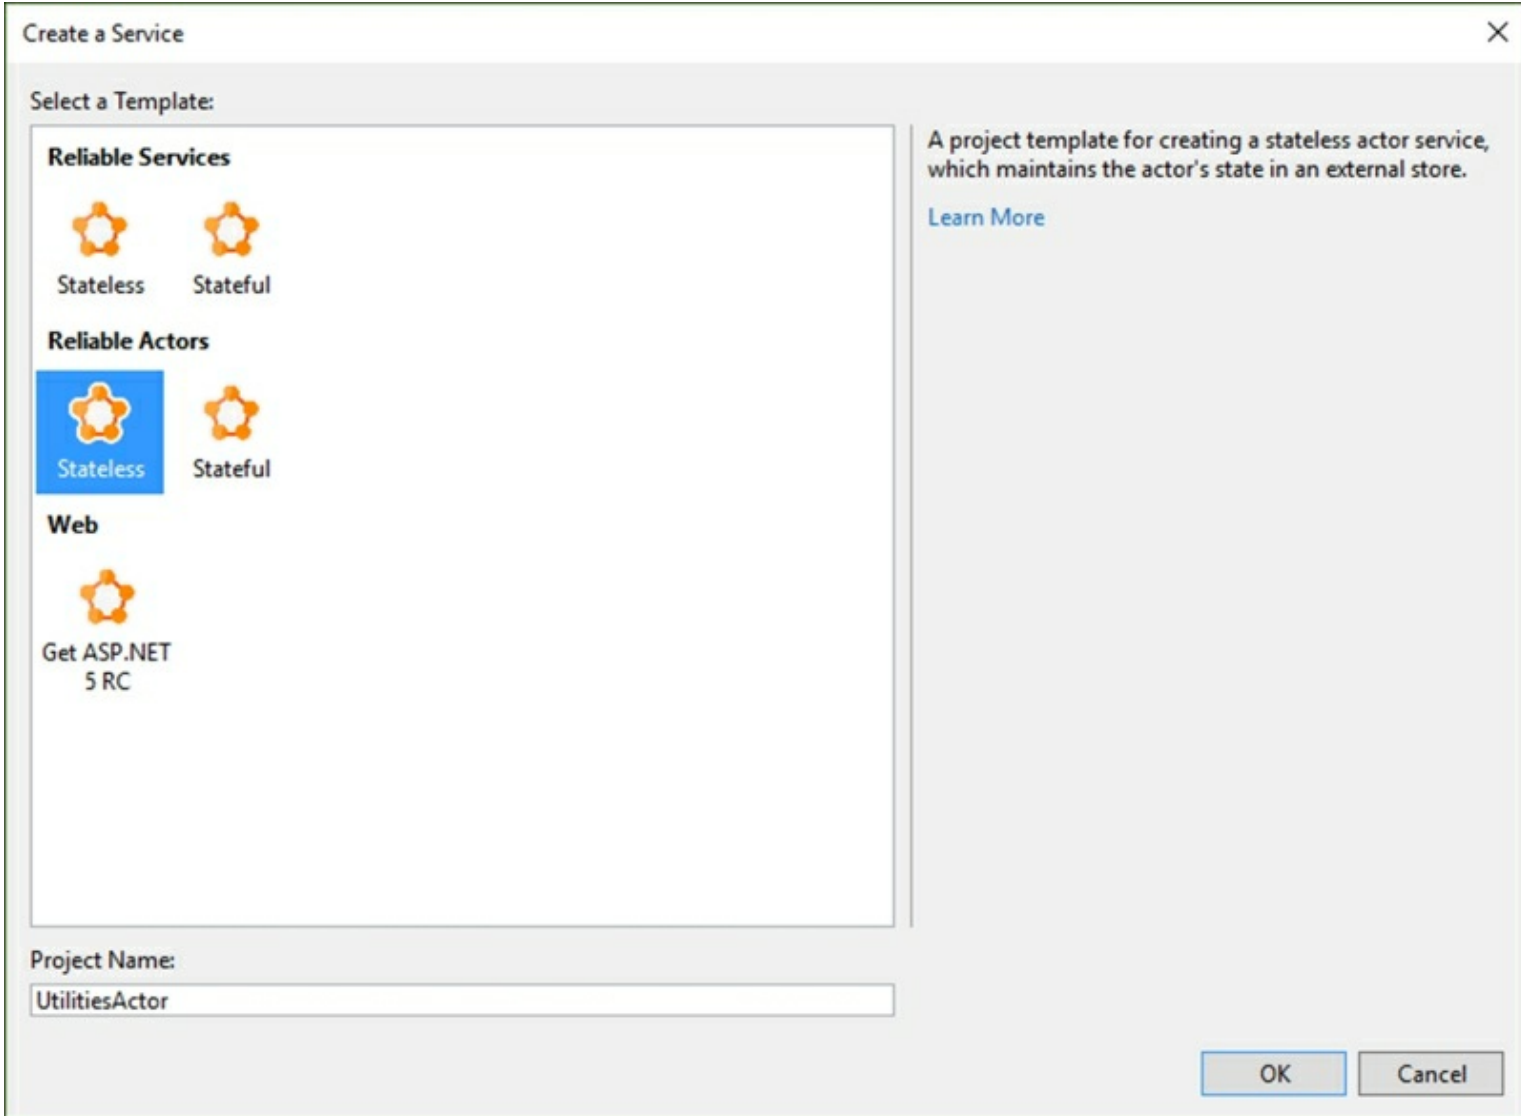 Create a Service
Select a Template:
Reliable Services
Stateless
Stateful
Reliable Actors
Stateless
Stateful
Web
Get ASP.NET
5 RC
A project template for creating a stateless actor service,
which maintains the actor's state in an external store.
Learn More
Project Name:
UtilitiesActor
OK
Cancel